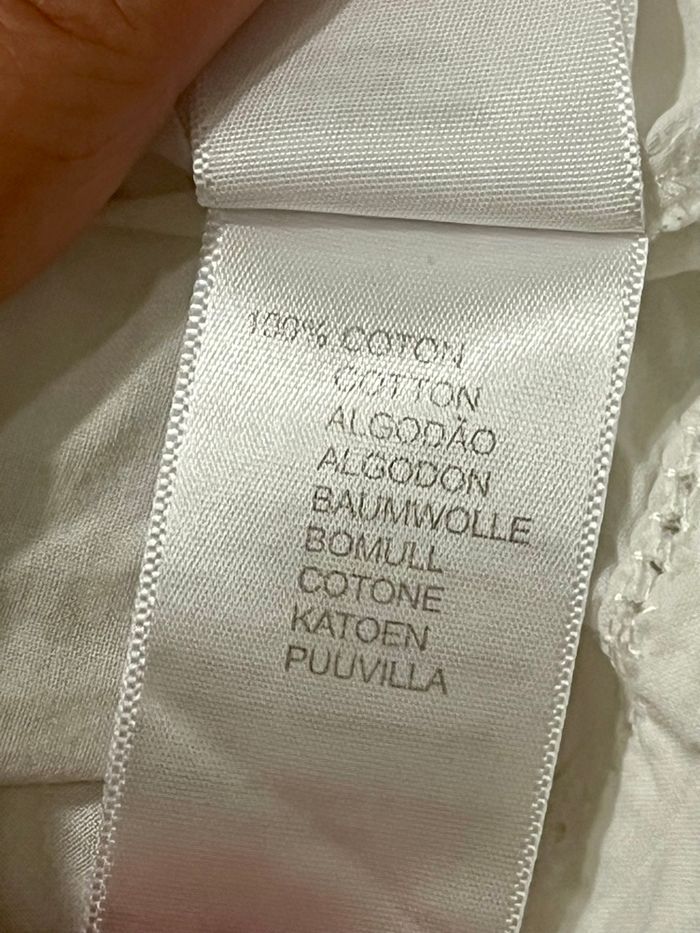 100% COTON
COTTON
ALGODÃO
ALGODON
BAUMWOLLE
BOMULL
COTONE
KATOEN
PUUVILLA